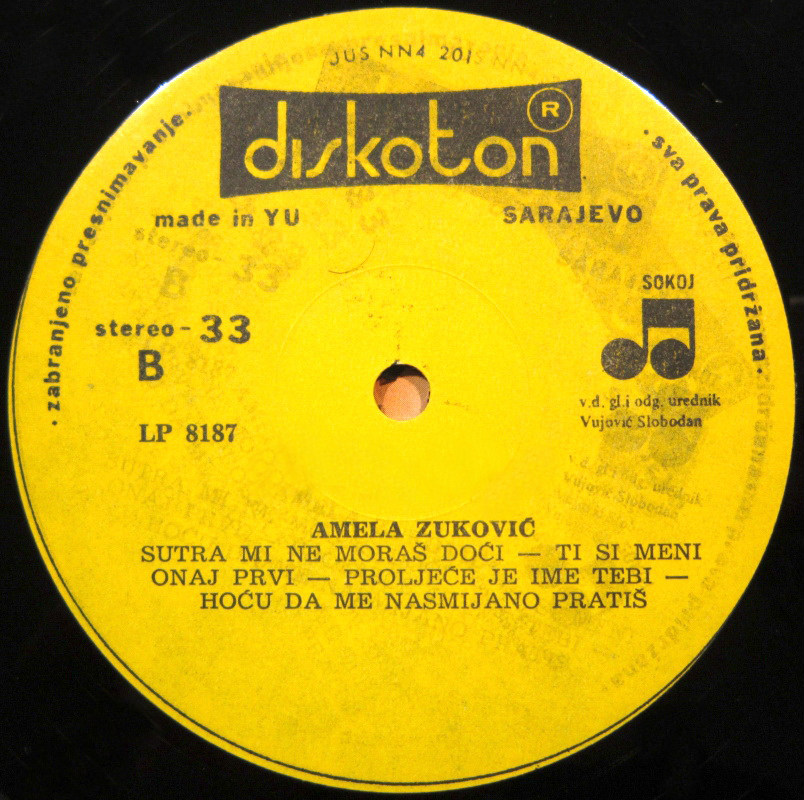 JUS NN4 201
diskoton ®
· zabranjeno presnimavanje ·
· sva prava pridržana ·
made in YU
SARAJEVO
SOKOJ
stereo - 33
B
v.d. gl.i odg. urednik
Vujović Slobodan
LP 8187
AMELA ZUKOVIĆ
SUTRA MI NE MORAŠ DOĆI — TI SI MENI
ONAJ PRVI — PROLJEĆE JE IME TEBI —
HOĆU DA ME NASMIJANO PRATIŠ